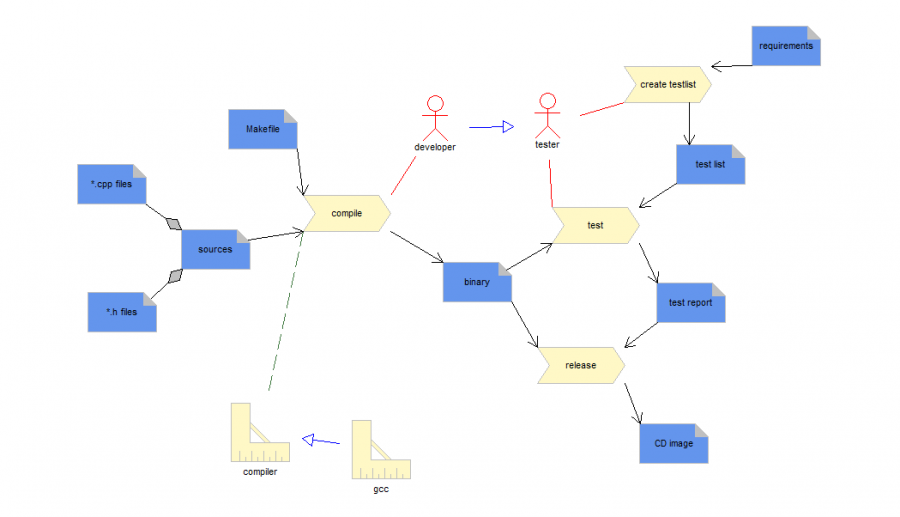 requirements
create testlist
Makefile
developer
tester
test list
*.cpp files
compile
test
sources
binary
*.h files
test report
release
CD image
compiler
gcc